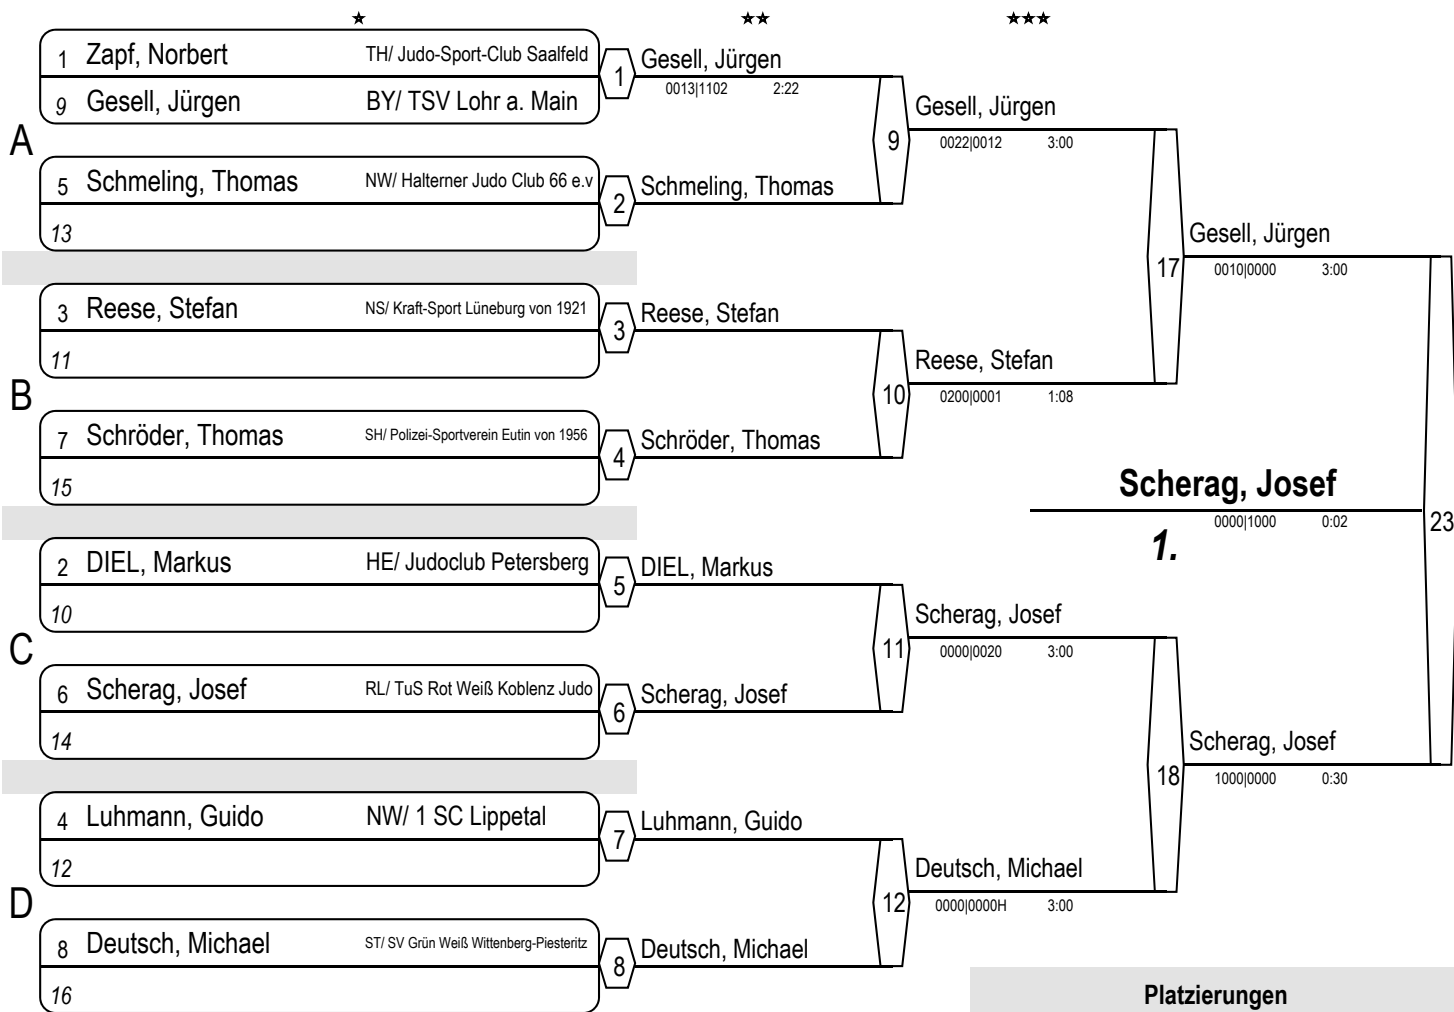 1 Zapf, Norbert TH/ Judo-Sport-Club Saalfeld
9 Gesell, Jürgen BY/ TSV Lohr a. Main
A
5 Schmeling, Thomas NW/ Halterner Judo Club 66 e.v
13
3 Reese, Stefan NS/ Kraft-Sport Lüneburg von 1921
11
B
7 Schröder, Thomas SH/ Polizei-Sportverein Eutin von 1956
15
2 DIEL, Markus HE/ Judoclub Petersberg
10
C
6 Scherag, Josef RL/ TuS Rot Weiß Koblenz Judo
14
4 Luhmann, Guido NW/ 1 SC Lippetal
12
D
8 Deutsch, Michael ST/ SV Grün Weiß Wittenberg-Piesteritz
16
1 Gesell, Jürgen
0013|1102 2:22
2 Schmeling, Thomas
3 Reese, Stefan
4 Schröder, Thomas
5 DIEL, Markus
6 Scherag, Josef
7 Luhmann, Guido
8 Deutsch, Michael
9 Gesell, Jürgen
0022|0012 3:00
10 Reese, Stefan
0200|0001 1:08
11 Scherag, Josef
0000|0020 3:00
12 Deutsch, Michael
0000|0000H 3:00
17 Gesell, Jürgen
0010|0000 3:00
18 Scherag, Josef
1000|0000 0:30
Scherag, Josef
0000|1000 0:02
1.
23
Platzierungen